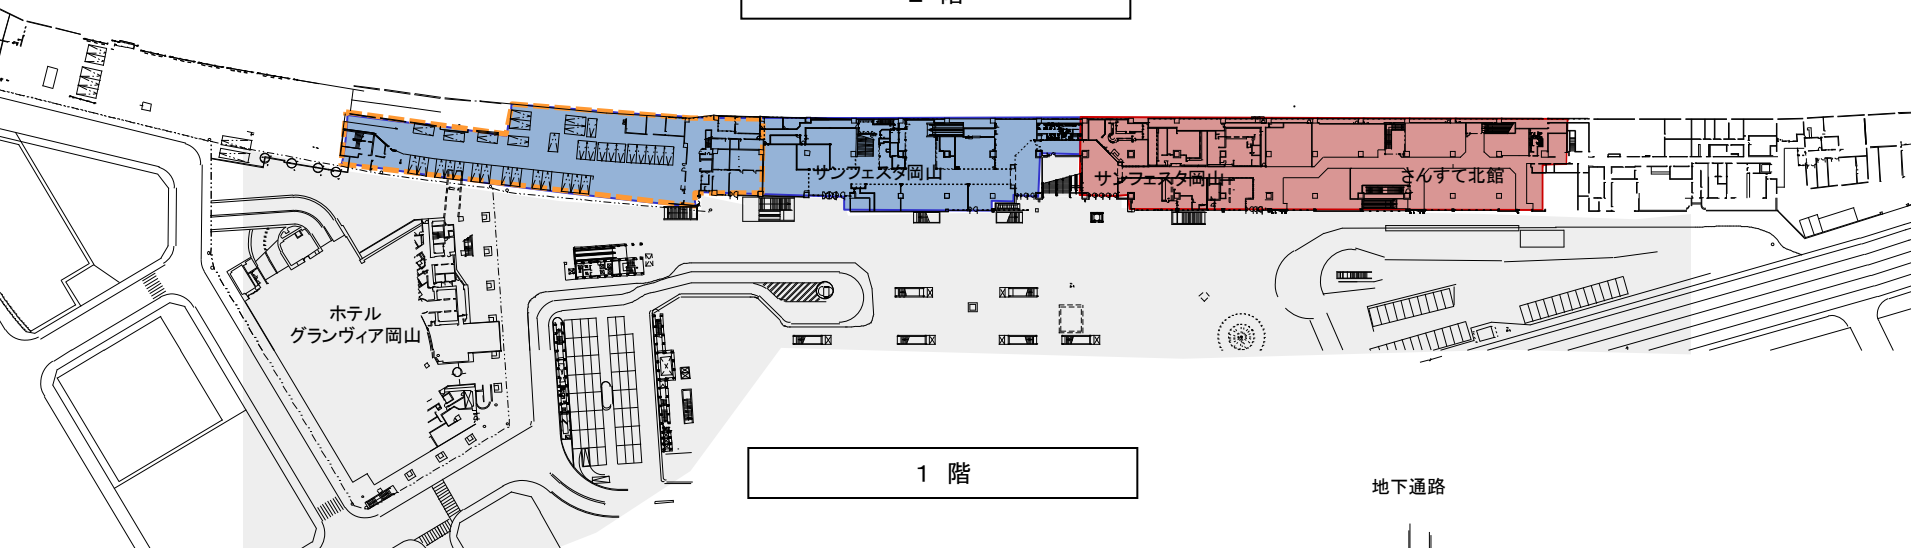 2 階
サンフェスタ岡山
サンフェスタ岡山
さんすて北館
ホテル
グランヴィア岡山
１ 階
地下通路